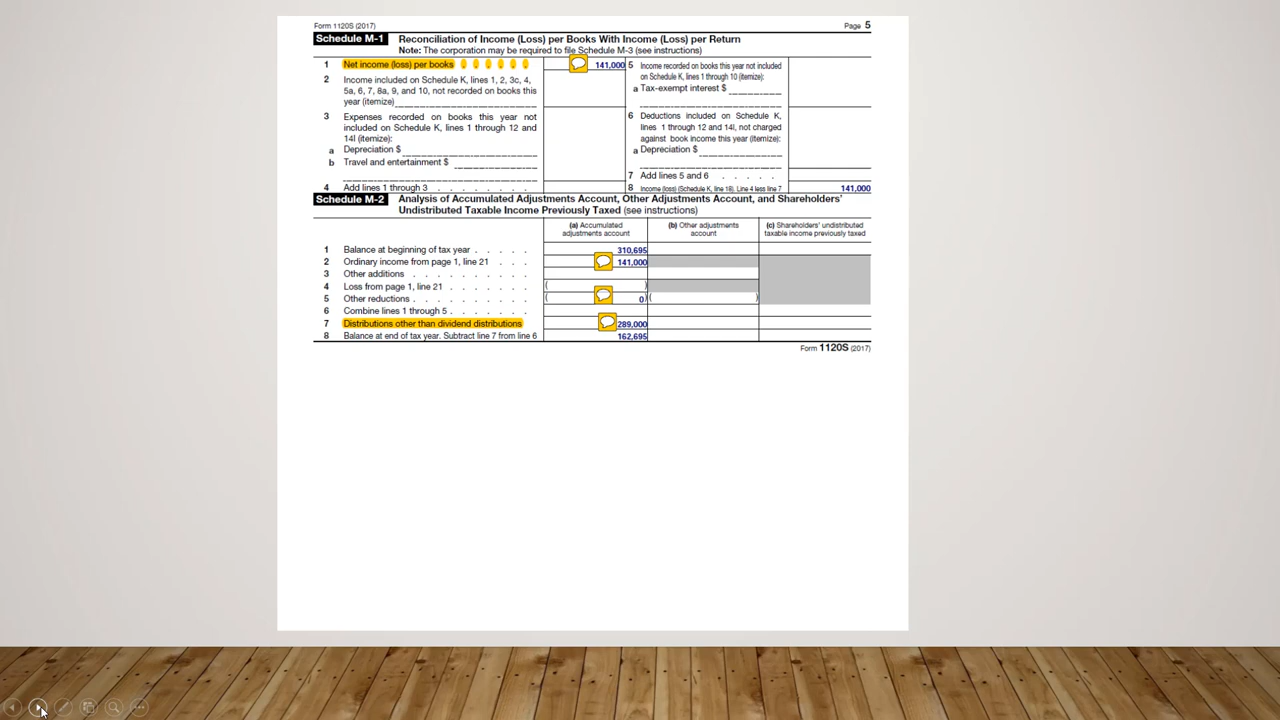 Form 1120S (2017) Page 5
Schedule M-1 Reconciliation of Income (Loss) per Books With Income (Loss) per Return
Note: The corporation may be required to file Schedule M-3 (see instructions)
1 Net income (loss) per books . . . . . . 141,000
2 Income included on Schedule K, lines 1, 2, 3c, 4,
5a, 6, 7, 8a, 9, and 10, not recorded on books this
year (itemize)
3 Expenses recorded on books this year not
included on Schedule K, lines 1 through 12 and
14l (itemize):
a Depreciation $
b Travel and entertainment $
4 Add lines 1 through 3 . . . . . . . .
5 Income recorded on books this year not included
on Schedule K, lines 1 through 10 (itemize):
a Tax-exempt interest $
6 Deductions included on Schedule K,
lines 1 through 12 and 14l, not charged
against book income this year (itemize):
a Depreciation $
7 Add lines 5 and 6 . . . . .
8 Income (loss) (Schedule K, line 18). Line 4 less line 7 141,000
Schedule M-2 Analysis of Accumulated Adjustments Account, Other Adjustments Account, and Shareholders'
Undistributed Taxable Income Previously Taxed (see instructions)
(a) Accumulated
adjustments account
(b) Other adjustments
account
(c) Shareholders' undistributed
taxable income previously taxed
1 Balance at beginning of tax year . . . . . 310,695
2 Ordinary income from page 1, line 21 . . . 141,000
3 Other additions . . . . . . . . . .
4 Loss from page 1, line 21 . . . . . . . ( )
5 Other reductions . . . . . . . . . . ( 0) ( )
6 Combine lines 1 through 5 . . . . . . .
7 Distributions other than dividend distributions 289,000
8 Balance at end of tax year. Subtract line 7 from line 6 162,695
Form 1120S (2017)